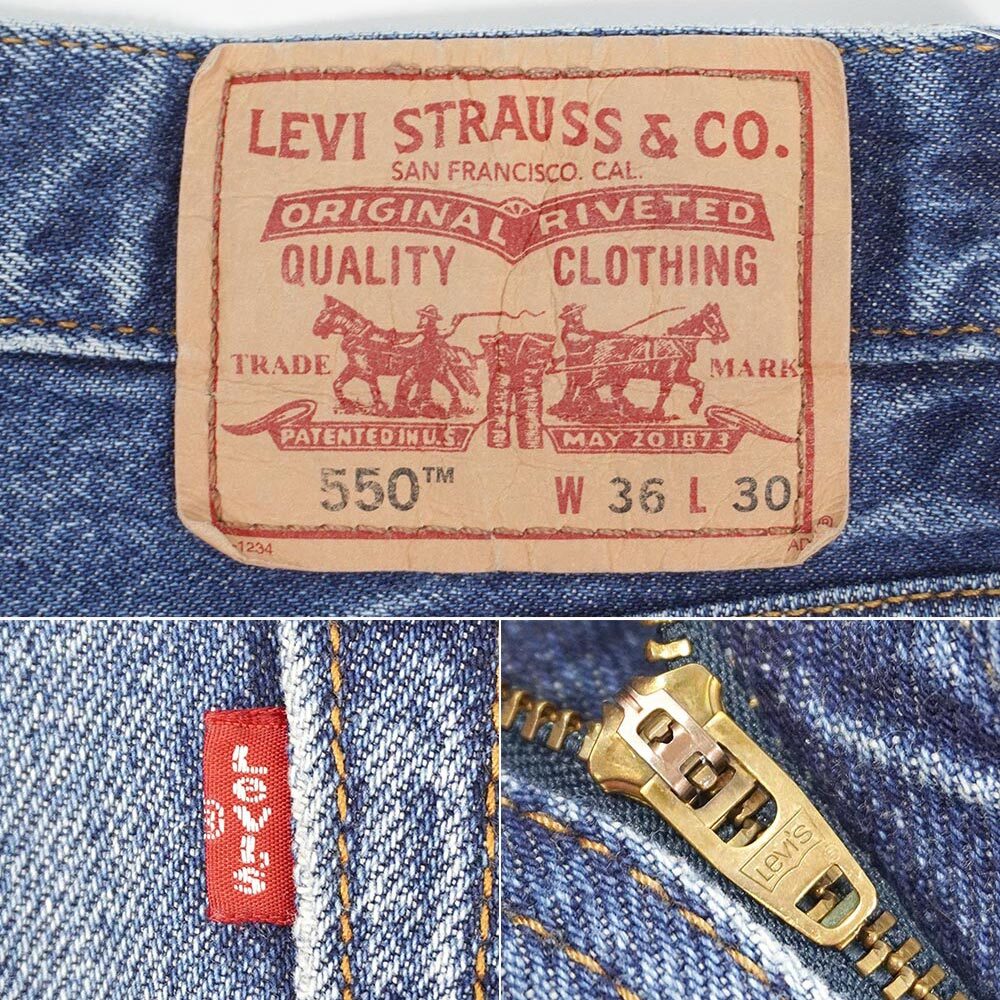 LEVI STRAUSS & CO.
SAN FRANCISCO. CAL.
ORIGINAL RIVETED
QUALITY CLOTHING
TRADE MARK
PATENTED IN U.S. MAY 20 1873
550™ W 36 L 30
-1234 ®
LEVI'S
®
Levi's